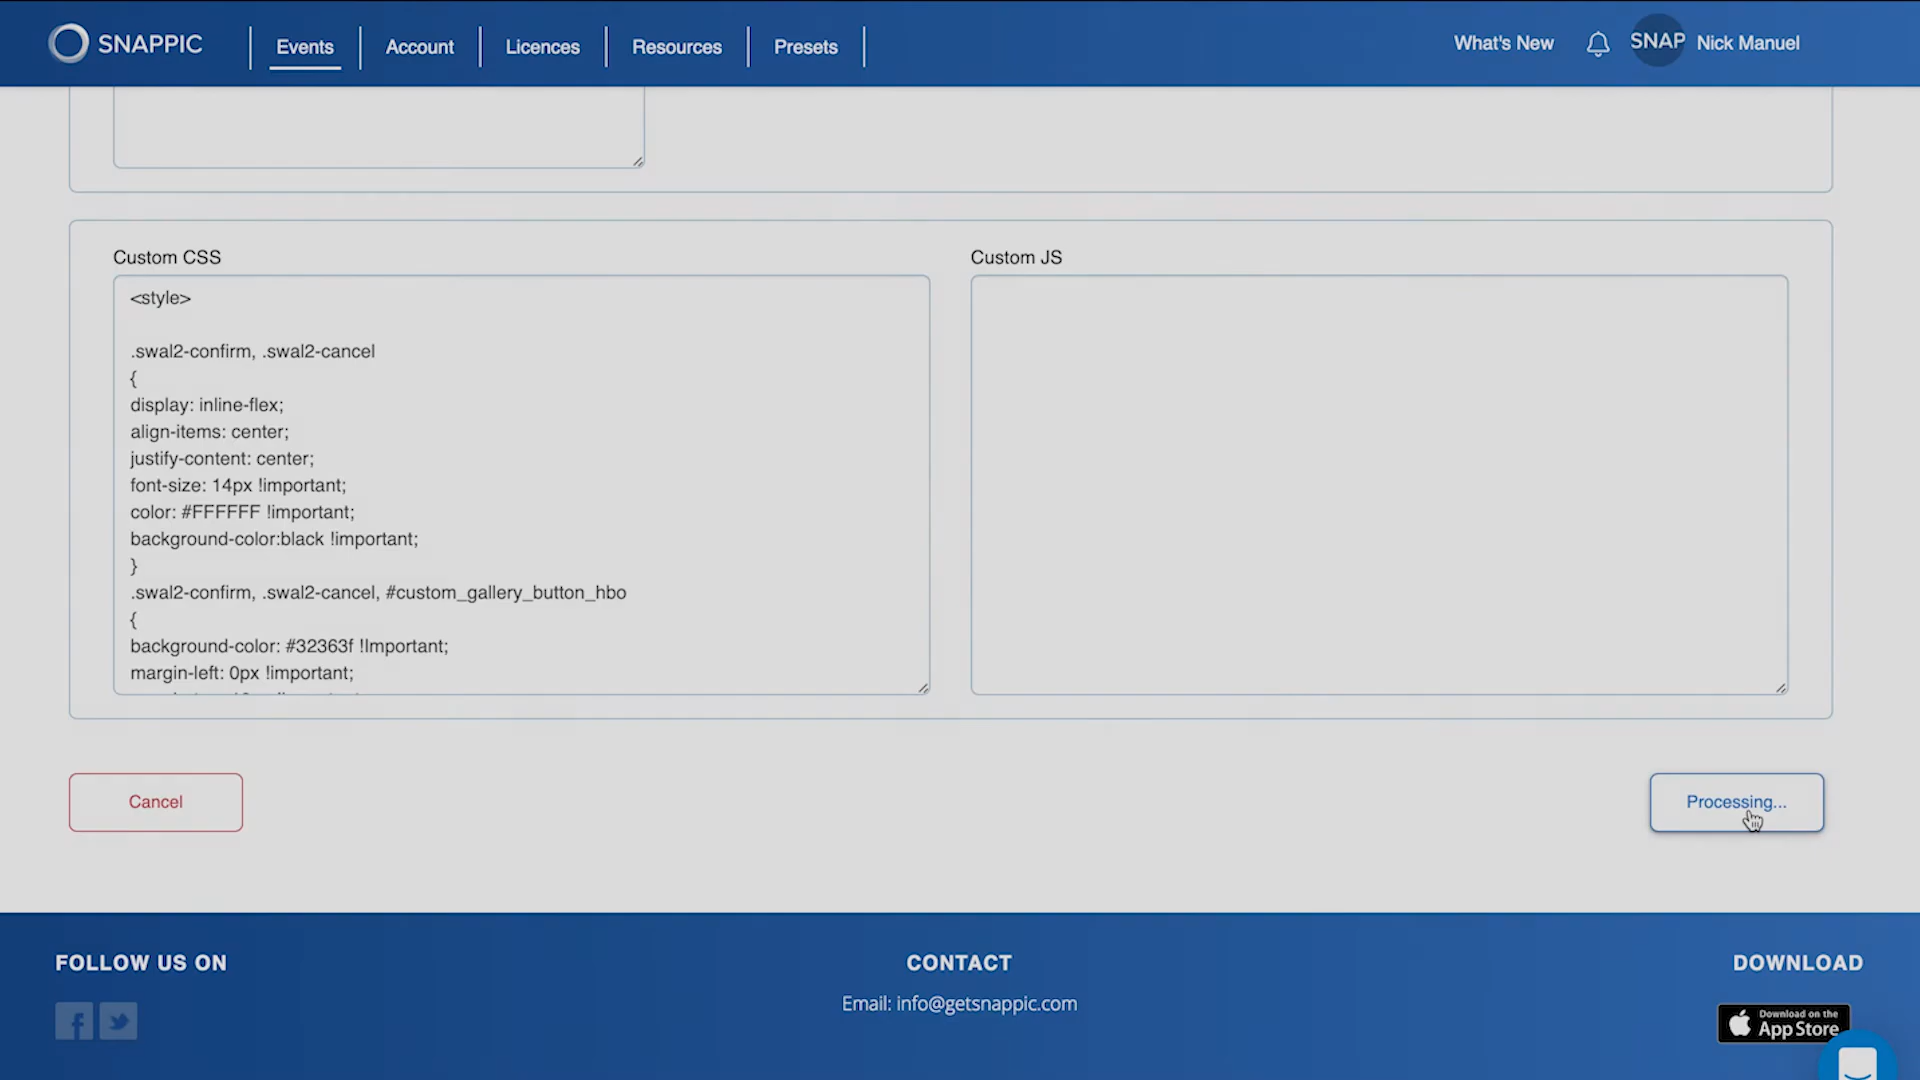 SNAPPIC
Events
Account
Licences
Resources
Presets
What's New
SNAP
Nick Manuel
Custom CSS
<style>
.swal2-confirm, .swal2-cancel
{
display: inline-flex;
align-items: center;
justify-content: center;
font-size: 14px !important;
color: #FFFFFF !important;
background-color:black !important;
}
.swal2-confirm, .swal2-cancel, #custom_gallery_button_hbo
{
background-color: #32363f !Important;
margin-left: 0px !important;
Custom JS
Cancel
Processing...
FOLLOW US ON
CONTACT
Email: info@getsnappic.com
DOWNLOAD
Download on the
App Store